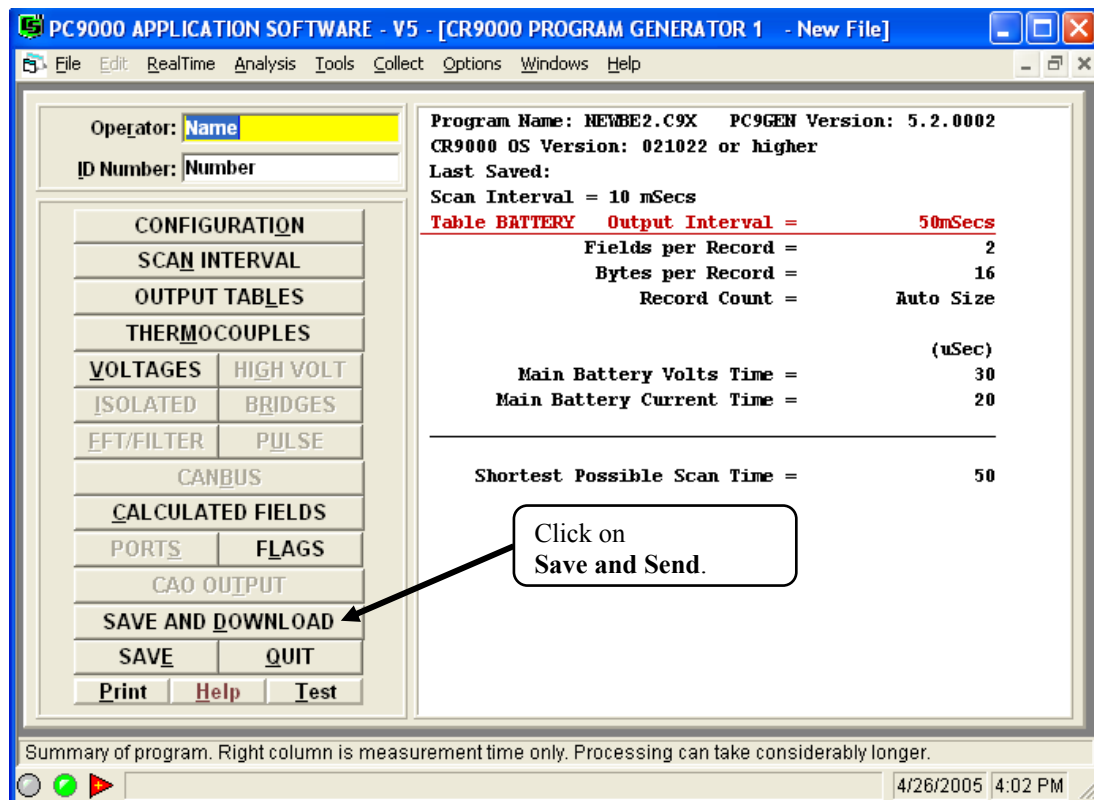 PC9000 APPLICATION SOFTWARE - V5 - [CR9000 PROGRAM GENERATOR 1 - New File]
File Edit RealTime Analysis Tools Collect Options Windows Help
Operator: Name
ID Number: Number
CONFIGURATION
SCAN INTERVAL
OUTPUT TABLES
THERMOCOUPLES
VOLTAGES HIGH VOLT
ISOLATED BRIDGES
FFT/FILTER PULSE
CANBUS
CALCULATED FIELDS
PORTS FLAGS
CAO OUTPUT
SAVE AND DOWNLOAD
SAVE QUIT
Print Help Test
Program Name: NEWBE2.C9X PC9GEN Version: 5.2.0002
CR9000 OS Version: 021022 or higher
Last Saved:
Scan Interval = 10 mSecs
Table BATTERY Output Interval = 50mSecs
Fields per Record = 2
Bytes per Record = 16
Record Count = Auto Size
(uSec)
Main Battery Volts Time = 30
Main Battery Current Time = 20
Shortest Possible Scan Time = 50
Click on
Save and Send.
Summary of program. Right column is measurement time only. Processing can take considerably longer.
4/26/2005 4:02 PM